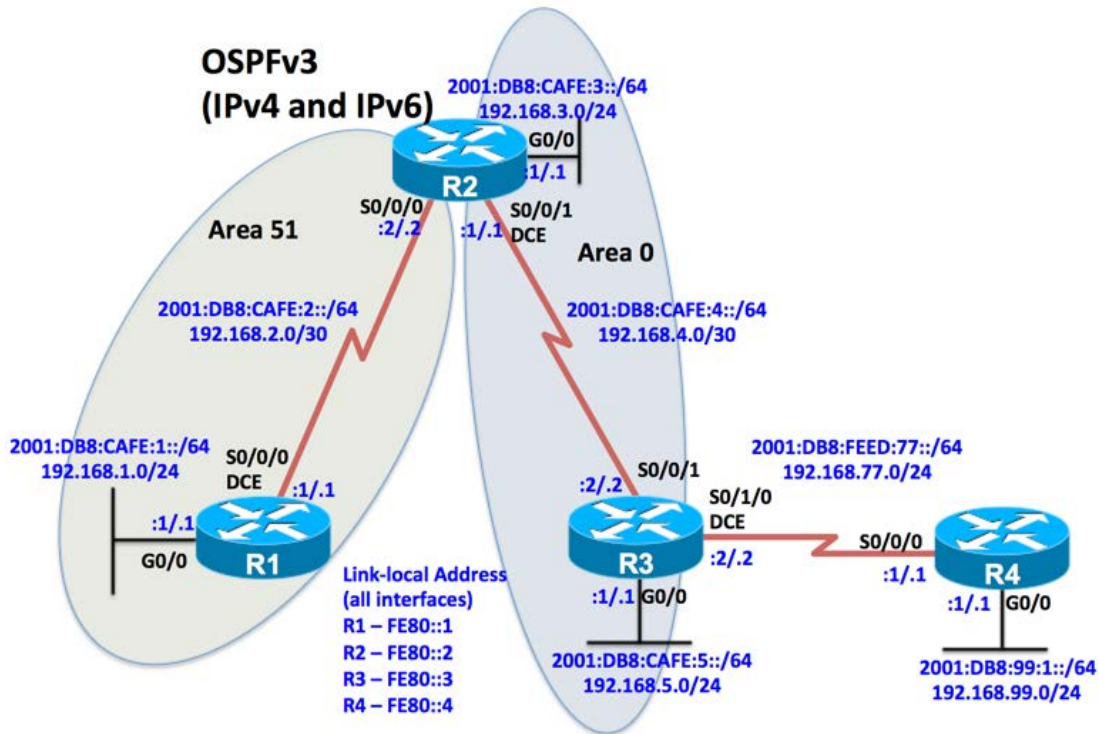 OSPFv3
(IPv4 and IPv6)
2001:DB8:CAFE:3::/64
192.168.3.0/24
G0/0
:1/.1
R2
S0/0/0
:2/.2
S0/0/1
DCE
:1/.1
Area 51
Area 0
2001:DB8:CAFE:2::/64
192.168.2.0/30
2001:DB8:CAFE:4::/64
192.168.4.0/30
2001:DB8:CAFE:1::/64
192.168.1.0/24
S0/0/0
DCE
:1/.1
:1/.1
G0/0
R1
2001:DB8:FEED:77::/64
192.168.77.0/24
S0/0/1
:2/.2
S0/1/0
DCE
:2/.2
R3
S0/0/0
:1/.1
R4
:1/.1
G0/0
:1/.1
G0/0
Link-local Address
(all interfaces)
R1 – FE80::1
R2 – FE80::2
R3 – FE80::3
R4 – FE80::4
2001:DB8:CAFE:5::/64
192.168.5.0/24
2001:DB8:99:1::/64
192.168.99.0/24